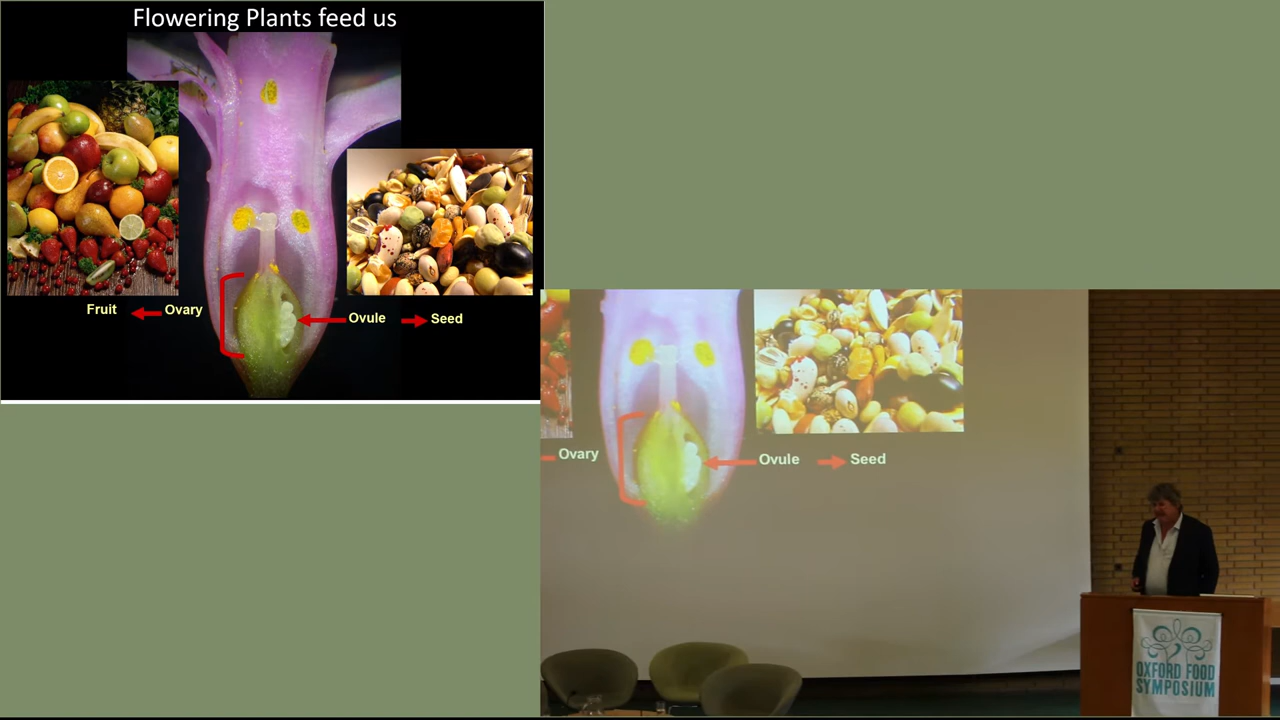 Flowering Plants feed us
Fruit
Ovary
Ovule
Seed
Ovary
Ovule
Seed
OXFORD FOOD
SYMPOSIUM